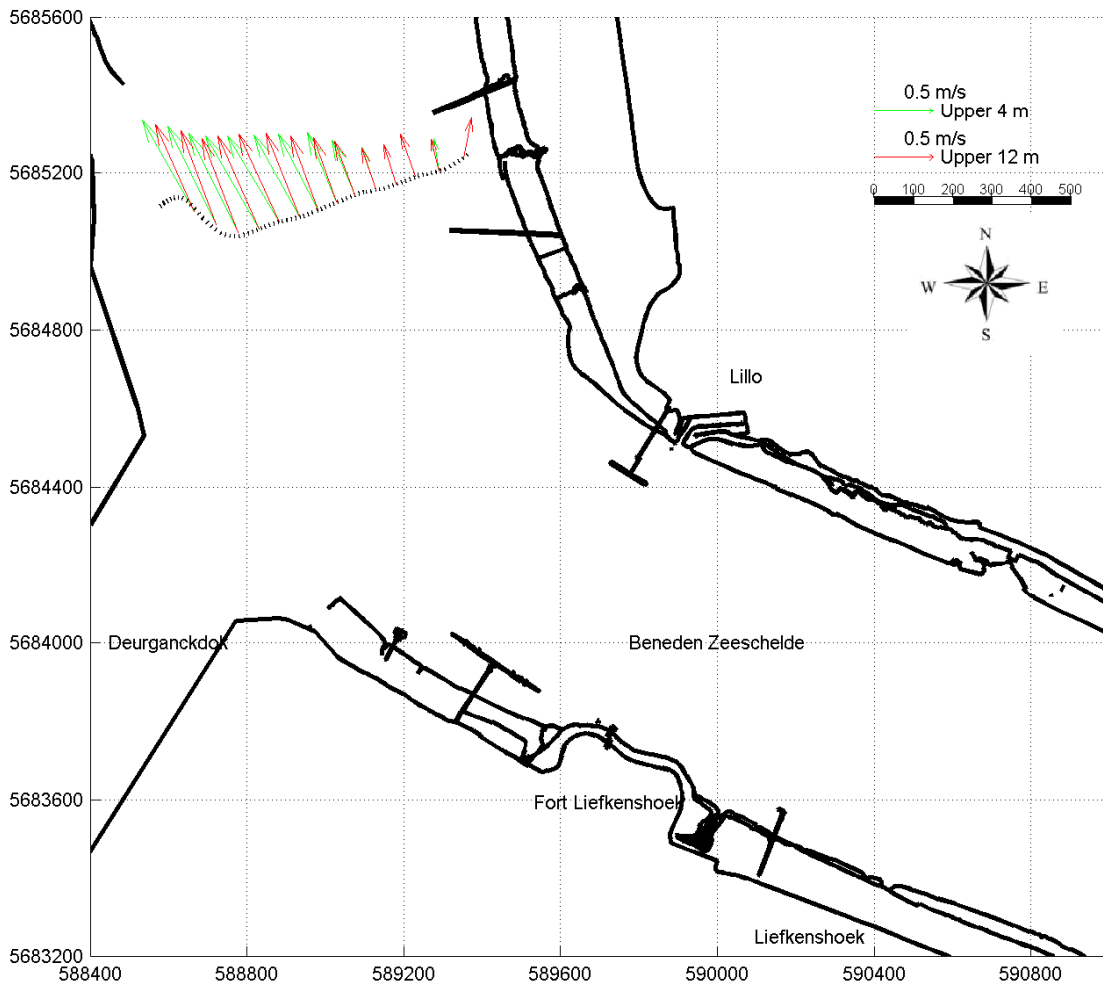 5685600
0.5 m/s
Upper 4 m
0.5 m/s
Upper 12 m
5685200
0 100 200 300 400 500
N
W E
S
5684800
Lillo
5684400
5684000
Deurganckdok
Beneden Zeeschelde
5683600
Fort Liefkenshoek
Liefkenshoek
5683200
588400 588800 589200 589600 590000 590400 590800